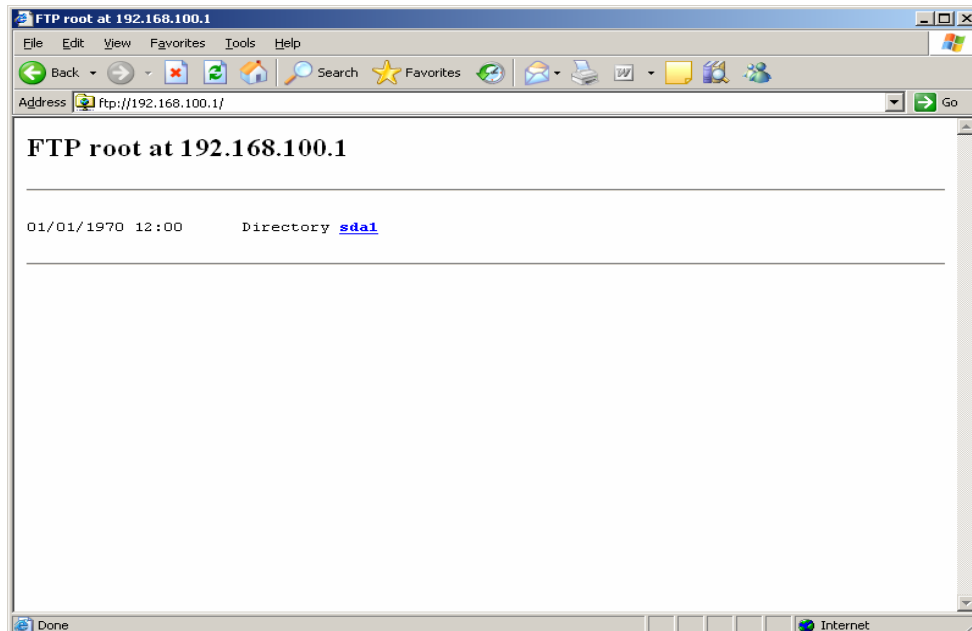 FTP root at 192.168.100.1
File Edit View Favorites Tools Help
Back Search Favorites
Address ftp://192.168.100.1/ Go
FTP root at 192.168.100.1
01/01/1970 12:00 Directory sda1
Done Internet